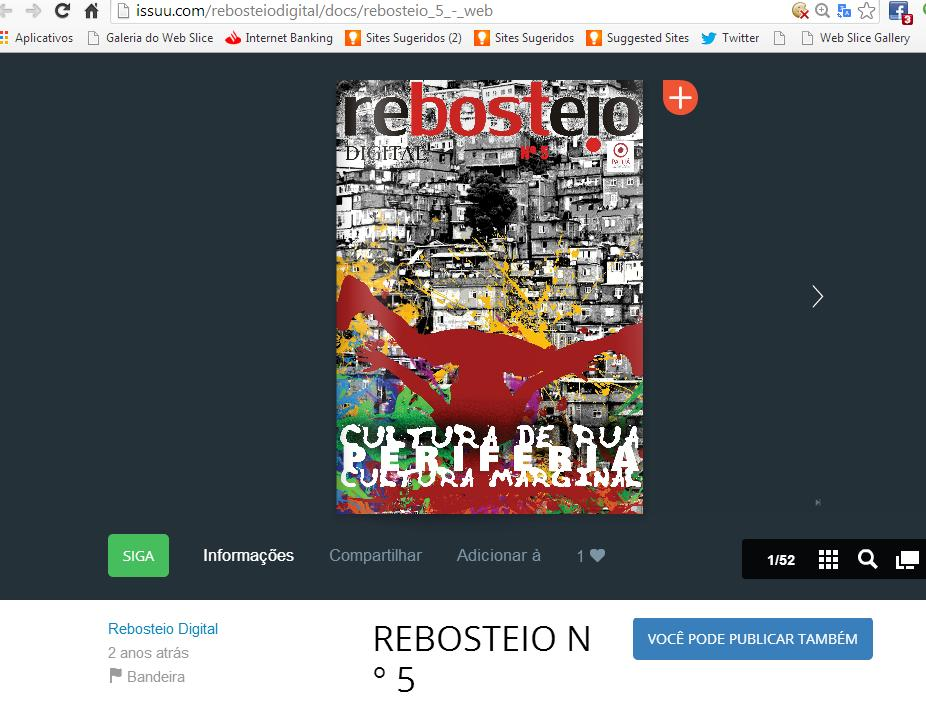 issuu.com/rebosteiodigital/docs/rebosteio_5_-_web
3
Aplicativos Galeria do Web Slice Internet Banking Sites Sugeridos (2) Sites Sugeridos Suggested Sites Twitter Web Slice Gallery
rebosteio
DIGITAL Nº 5
CULTURA DE RUA
PERIFERIA
CULTURA MARGINAL
SIGA Informações Compartilhar Adicionar à 1
1/52
Rebosteio Digital
2 anos atrás
Bandeira
REBOSTEIO N
º 5
VOCÊ PODE PUBLICAR TAMBÉM